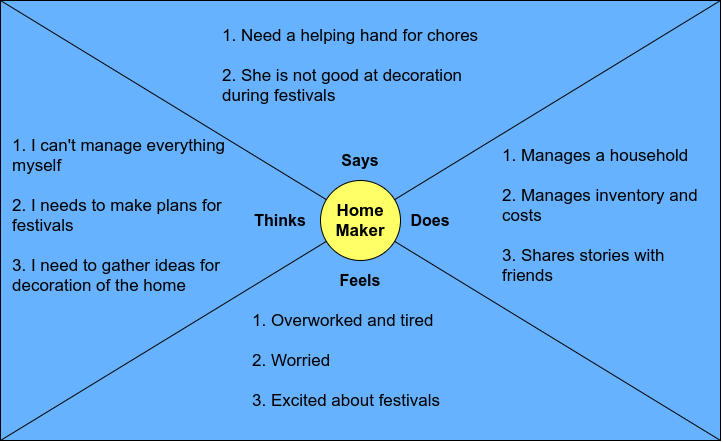 1. Need a helping hand for chores
2. She is not good at decoration
during festivals
Says
1. I can't manage everything
myself
2. I needs to make plans for
festivals
3. I need to gather ideas for
decoration of the home
Thinks
Home
Maker
Does
1. Manages a household
2. Manages inventory and
costs
3. Shares stories with
friends
Feels
1. Overworked and tired
2. Worried
3. Excited about festivals